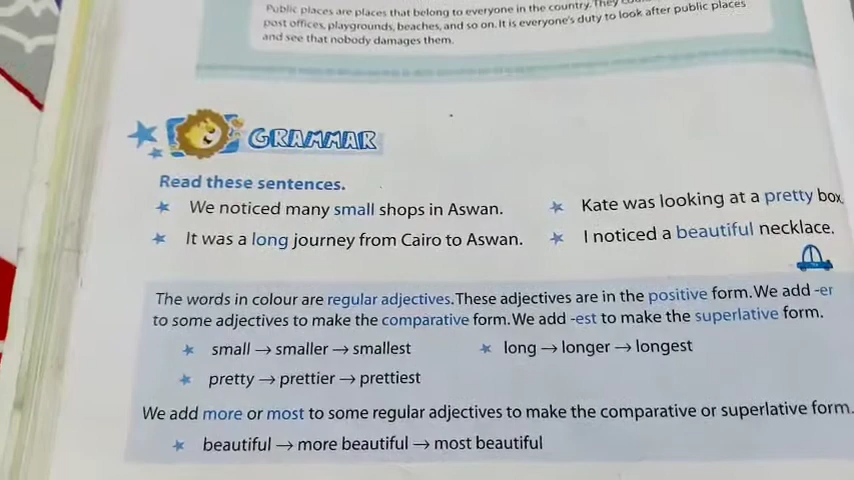 Public places are places that belong to everyone in the country. They
post offices, playgrounds, beaches, and so on. It is everyone's duty to look after public places
and see that nobody damages them.
GRAMMAR
Read these sentences.
We noticed many small shops in Aswan.
Kate was looking at a pretty box.
It was a long journey from Cairo to Aswan.
I noticed a beautiful necklace.
The words in colour are regular adjectives. These adjectives are in the positive form. We add -er
to some adjectives to make the comparative form. We add -est to make the superlative form.
small → smaller → smallest
long → longer → longest
pretty → prettier → prettiest
We add more or most to some regular adjectives to make the comparative or superlative form.
beautiful → more beautiful → most beautiful